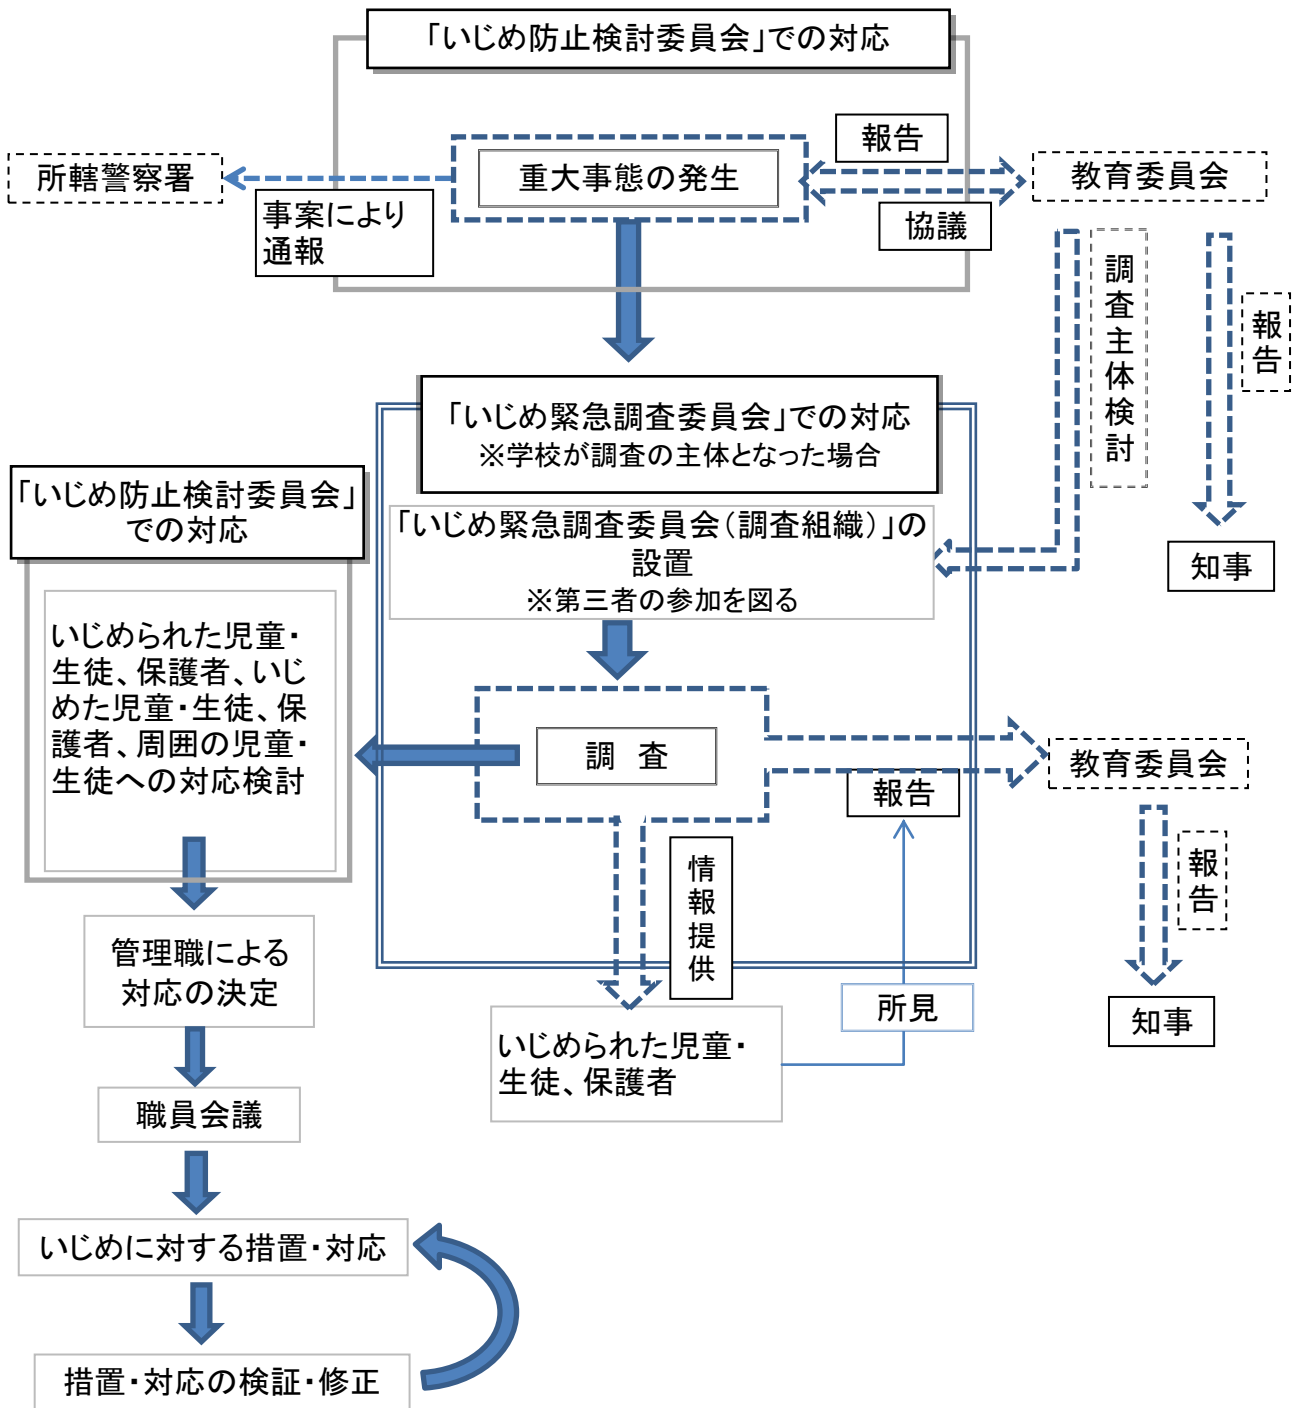 「いじめ防止検討委員会」での対応
報告
所轄警察署
重大事態の発生
教育委員会
事案により
通報
協議
調査主体検討
報告
「いじめ緊急調査委員会」での対応
※学校が調査の主体となった場合
「いじめ防止検討委員会」
での対応
「いじめ緊急調査委員会（調査組織）」の
設置
※第三者の参加を図る
知事
いじめられた児童・
生徒、保護者、いじ
めた児童・生徒、保
護者、周囲の児童・
生徒への対応検討
調 査
教育委員会
報告
情報提供
報告
管理職による
対応の決定
所見
知事
いじめられた児童・
生徒、保護者
職員会議
いじめに対する措置・対応
措置・対応の検証・修正